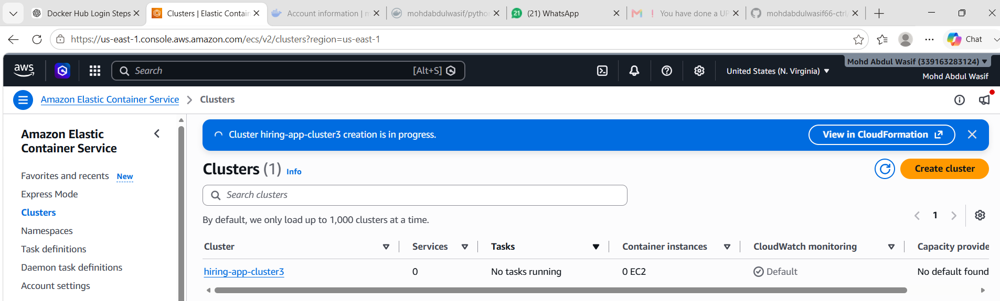 Docker Hub Login Steps
Clusters | Elastic Contain
Account information | m
mohdabdulwasif/pytho
21 (21) WhatsApp
! You have done a UP
mohdabdulwasif66-ctrl/
https://us-east-1.console.aws.amazon.com/ecs/v2/clusters?region=us-east-1
Chat
aws
Search
[Alt+S]
United States (N. Virginia)
Mohd Abdul Wasif (339163283124)
Mohd Abdul Wasif
Amazon Elastic Container Service
Clusters
Amazon Elastic
Container Service
Favorites and recents New
Express Mode
Clusters
Namespaces
Task definitions
Daemon task definitions
Account settings
Cluster hiring-app-cluster3 creation is in progress.
View in CloudFormation
Clusters (1) Info
Create cluster
Search clusters
By default, we only load up to 1,000 clusters at a time.
1
Cluster Services Tasks Container instances CloudWatch monitoring Capacity provide
hiring-app-cluster3 0 No tasks running 0 EC2 Default No default found